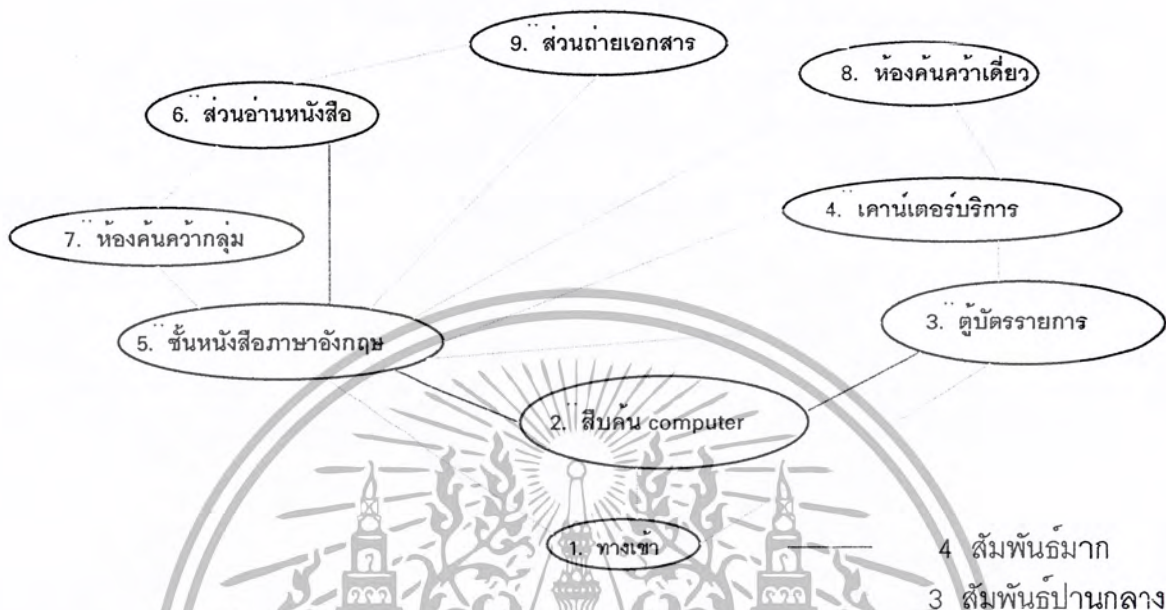 9. ส่วนถ่ายเอกสาร
8. ห้องค้นคว้าเดี่ยว
6. ส่วนอ่านหนังสือ
4. เคาน์เตอร์บริการ
7. ห้องค้นคว้ากลุ่ม
3. ตู้บัตรรายการ
5. ชั้นหนังสือภาษาอังกฤษ
2. สืบค้น computer
1. ทางเข้า
4 สัมพันธ์มาก
3 สัมพันธ์ปานกลาง